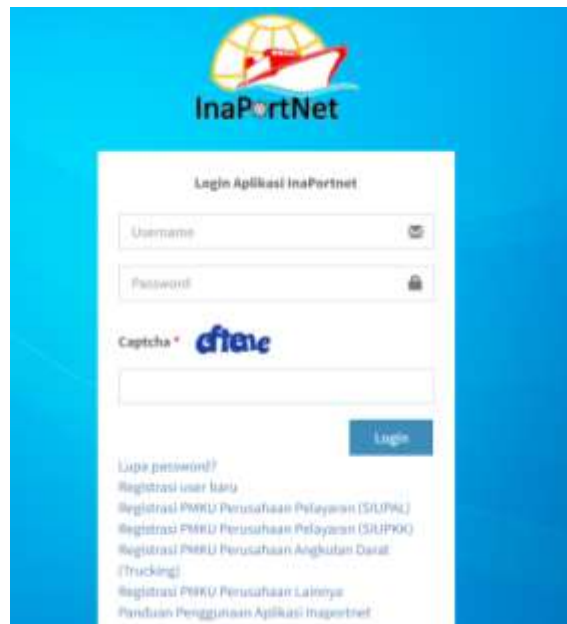 InaPortNet
Login Aplikasi InaPortnet
Username
Password
Captcha *
Login
Lupa password?
Registrasi user baru
Registrasi PMKU Perusahaan Pelayaran (SIUPAL)
Registrasi PMKU Perusahaan Pelayaran (SIUPKK)
Registrasi PMKU Perusahaan Angkutan Darat
(Trucking)
Registrasi PMKU Perusahaan Lainnya
Panduan Penggunaan Aplikasi Inaportnet